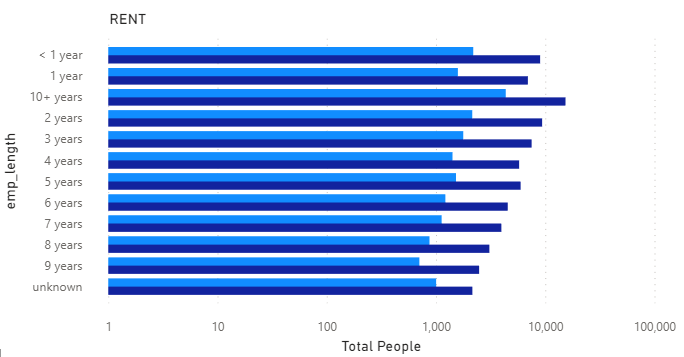 RENT
emp_length
< 1 year
1 year
10+ years
2 years
3 years
4 years
5 years
6 years
7 years
8 years
9 years
unknown
1 10 100 1,000 10,000 100,000
Total People